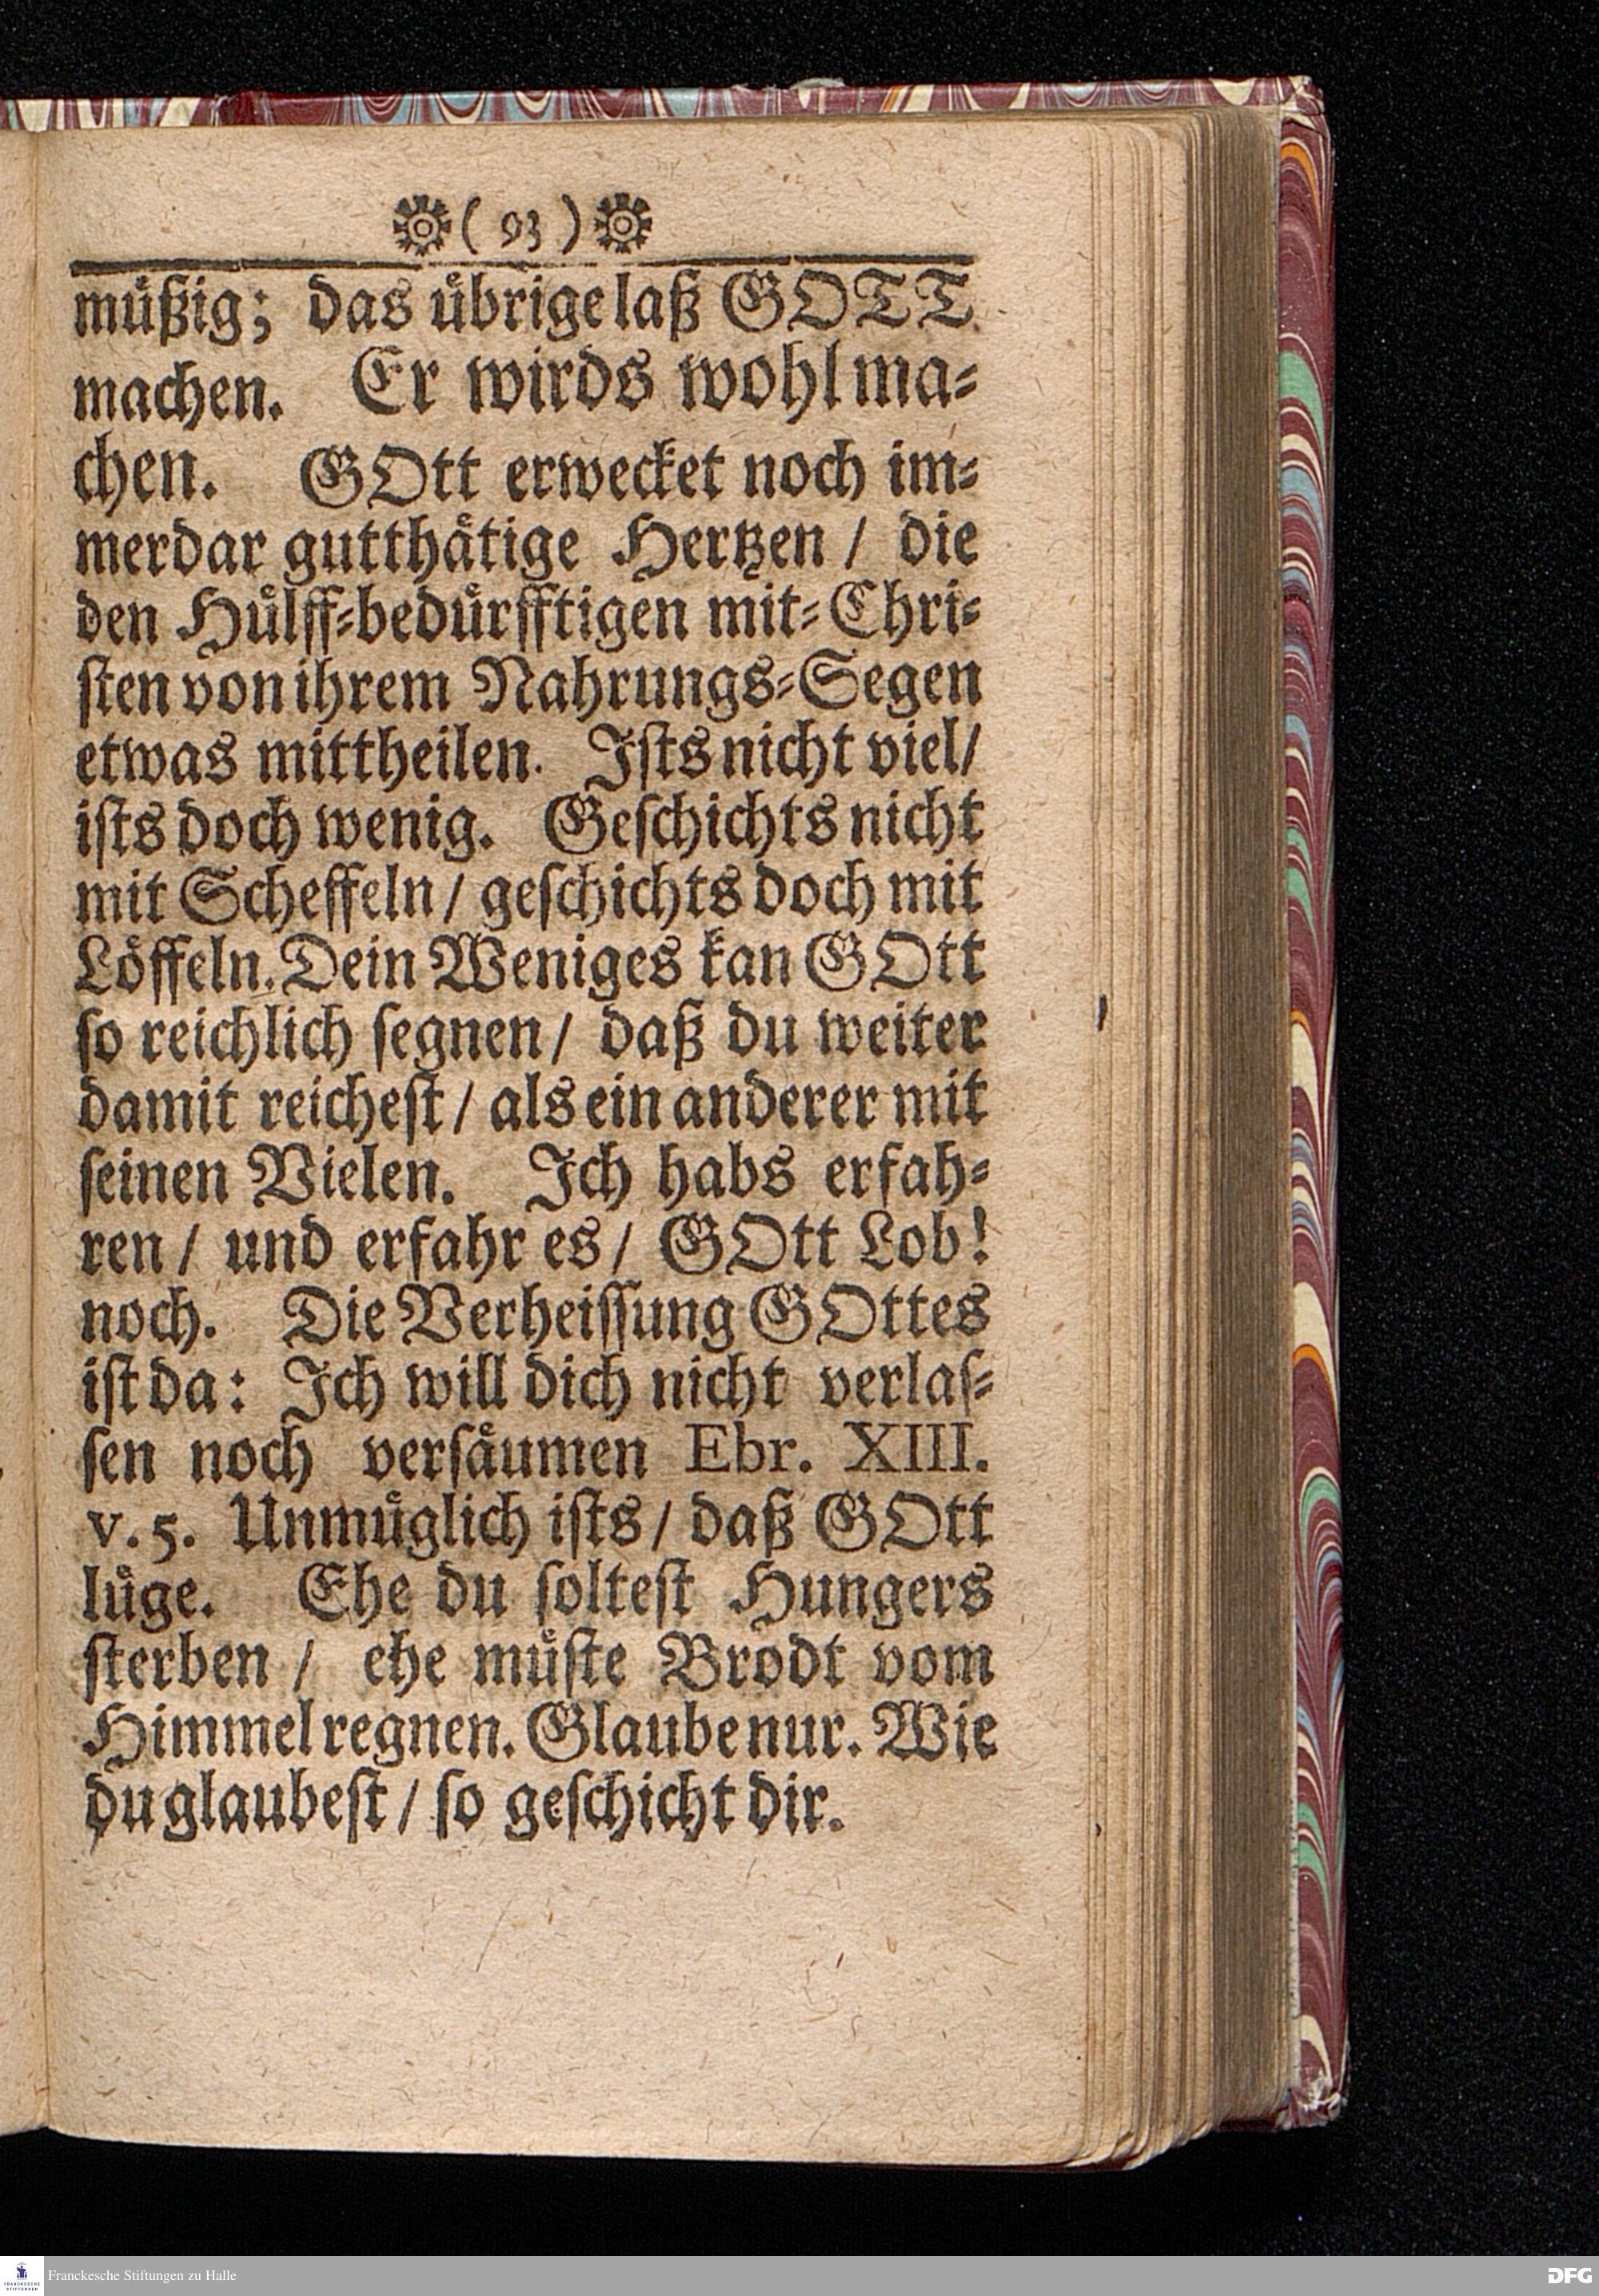 ( 93 )
müßig; das übrige laß GOTT
machen. Er wirds wohl ma⸗
chen. GOtt erwecket noch im⸗
merdar gutthätige Hertzen / die
den Hülff⸗bedürfftigen mit⸗Chri⸗
ſten von ihrem Nahrungs⸗Segen
etwas mittheilen. Iſts nicht viel/
iſts doch wenig. Geſchichts nicht
mit Scheffeln / geſchichts doch mit
Löffeln. Dein Weniges kan GOtt
ſo reichlich ſegnen / daß du weiter
damit reicheſt / als ein anderer mit
ſeinen Vielen. Ich habs erfah⸗
ren / und erfahr es / GOtt Lob!
noch. Die Verheiſſung GOttes
iſt da: Ich will dich nicht verlaſ⸗
ſen noch verſäumen Ebr. XIII.
v. 5. Unmüglich iſts / daß GOtt
lüge. Ehe du ſolteſt Hungers
ſterben / ehe müſte Brodt vom
Himmel regnen. Glaube nur. Wie
du glaubeſt / ſo geſchicht dir.
FRANCKESCHE STIFTUNGEN
Franckesche Stiftungen zu Halle
DFG